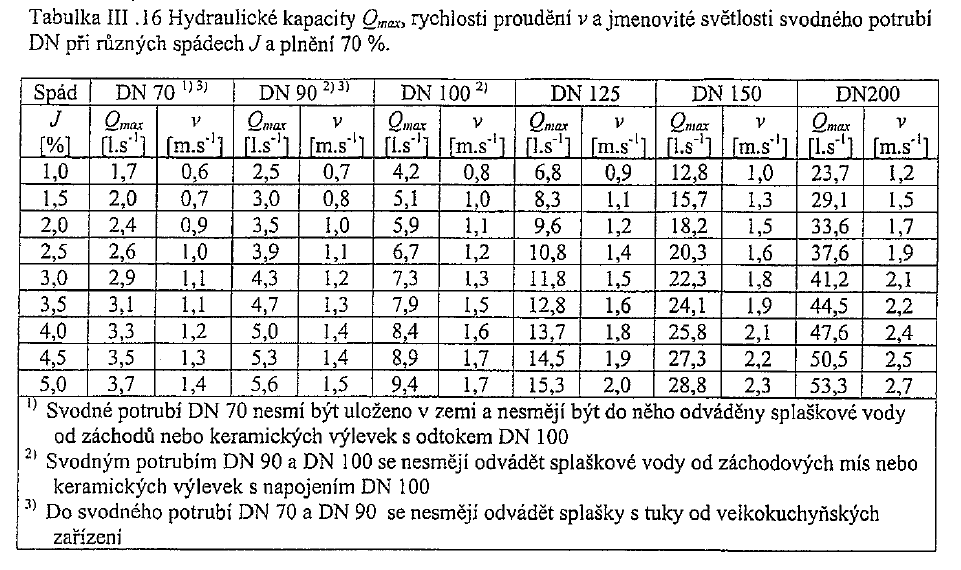 Tabulka III .16 Hydraulické kapacity Qmax, rychlosti proudění v a jmenovité světlosti svodného potrubí
DN při různých spádech J a plnění 70 %.
Spád DN 70 1) 3) DN 90 2) 3) DN 100 2) DN 125 DN 150 DN200
J Qmax v Qmax v Qmax v Qmax v Qmax v Qmax v
[%] [l.s-1] [m.s-1] [l.s-1] [m.s-1] [l.s-1] [m.s-1] [l.s-1] [m.s-1] [l.s-1] [m.s-1] [l.s-1] [m.s-1]
1,0 1,7 0,6 2,5 0,7 4,2 0,8 6,8 0,9 12,8 1,0 23,7 1,2
1,5 2,0 0,7 3,0 0,8 5,1 1,0 8,3 1,1 15,7 1,3 29,1 1,5
2,0 2,4 0,9 3,5 1,0 5,9 1,1 9,6 1,2 18,2 1,5 33,6 1,7
2,5 2,6 1,0 3,9 1,1 6,7 1,2 10,8 1,4 20,3 1,6 37,6 1,9
3,0 2,9 1,1 4,3 1,2 7,3 1,3 11,8 1,5 22,3 1,8 41,2 2,1
3,5 3,1 1,1 4,7 1,3 7,9 1,5 12,8 1,6 24,1 1,9 44,5 2,2
4,0 3,3 1,2 5,0 1,4 8,4 1,6 13,7 1,8 25,8 2,1 47,6 2,4
4,5 3,5 1,3 5,3 1,4 8,9 1,7 14,5 1,9 27,3 2,2 50,5 2,5
5,0 3,7 1,4 5,6 1,5 9,4 1,7 15,3 2,0 28,8 2,3 53,3 2,7
1) Svodné potrubí DN 70 nesmí být uloženo v zemi a nesmějí být do něho odváděny splaškové vody
od záchodů nebo keramických výlevek s odtokem DN 100
2) Svodným potrubím DN 90 a DN 100 se nesmějí odvádět splaškové vody od záchodových mís nebo
keramických výlevek s napojením DN 100
3) Do svodného potrubí DN 70 a DN 90 se nesmějí odvádět splašky s tuky od velkokuchyňských
zařízení